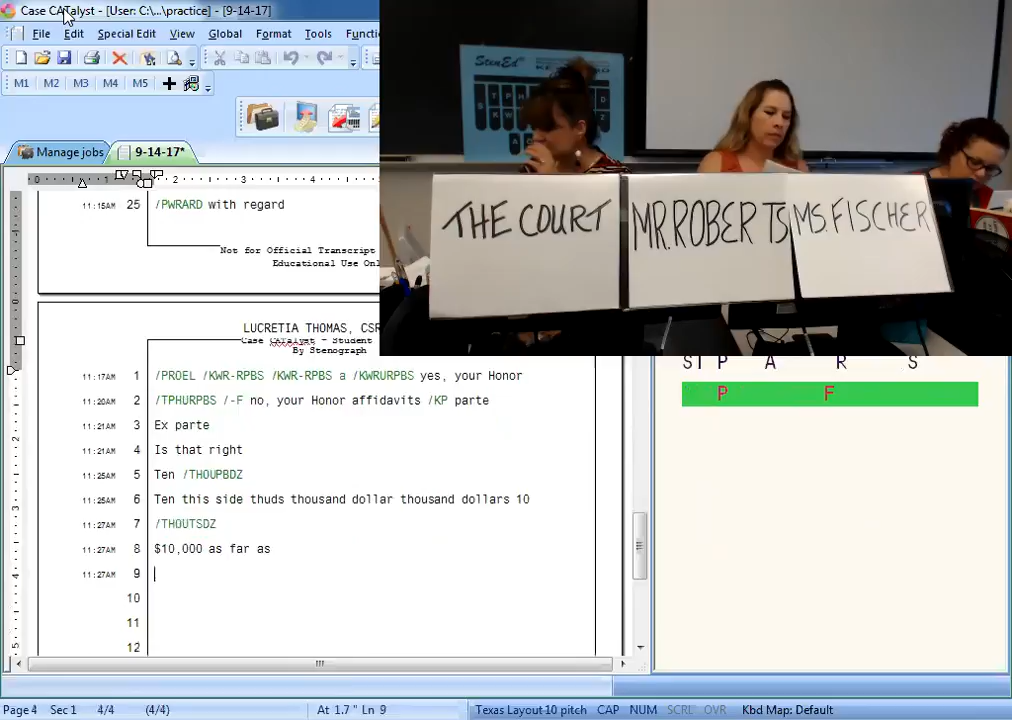 Case CATalyst - [User: C:\...\practice] - [9-14-17]
File Edit Special Edit View Global Format Tools Functi
M1 M2 M3 M4 M5
Manage jobs 9-14-17*
0 2 3 4
11:15AM 25 /PWRARD with regard
Not for Official Transcript
Educational Use Onl
LUCRETIA THOMAS, CSR
Case CATalyst - Student
By Stenograph
11:17AM 1 /PROEL /KWR-RPBS /KWR-RPBS a /KWRURPBS yes, your Honor
11:20AM 2 /TPHURPBS /-F no, your Honor affidavits /KP parte
11:21AM 3 Ex parte
11:21AM 4 Is that right
11:25AM 5 Ten /THOUPBDZ
11:25AM 6 Ten this side thuds thousand dollar thousand dollars 10
11:27AM 7 /THOUTSDZ
11:27AM 8 $10,000 as far as
11:27AM 9
10
11
12
StenEd
THE COURT
MR. ROBERTS
MS. FISCHER
ST P A R S
P F
Page 4 Sec 1 4/4 (4/4) At 1.7" Ln 9 Texas Layout 10 pitch CAP NUM SCRL OVR Kbd Map: Default